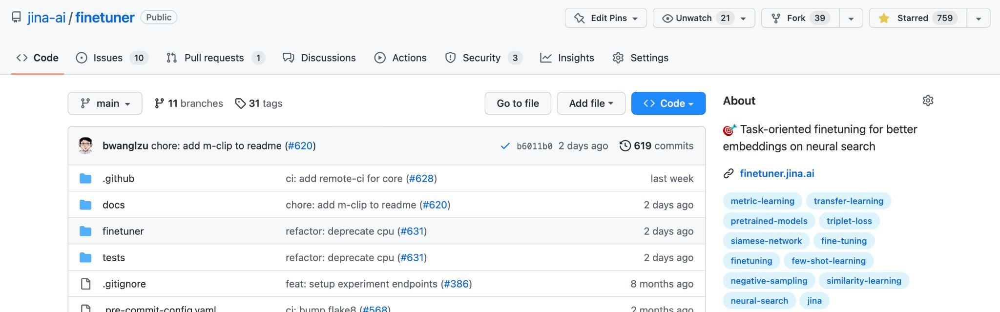 jina-ai / finetuner Public Edit Pins Unwatch 21 Fork 39 Starred 759
Code Issues 10 Pull requests 1 Discussions Actions Security 3 Insights Settings
main 11 branches 31 tags Go to file Add file Code
bwanglzu chore: add m-clip to readme (#620) b6011b0 2 days ago 619 commits
.github ci: add remote-ci for core (#628) last week
docs chore: add m-clip to readme (#620) 2 days ago
finetuner refactor: deprecate cpu (#631) 2 days ago
tests refactor: deprecate cpu (#631) 2 days ago
.gitignore feat: setup experiment endpoints (#386) 8 months ago
.pre-commit-config.yaml ci: bump flake8 (#568) 2 months ago
About
Task-oriented finetuning for better
embeddings on neural search
finetuner.jina.ai
metric-learning transfer-learning
pretrained-models triplet-loss
siamese-network fine-tuning
finetuning few-shot-learning
negative-sampling similarity-learning
neural-search jina